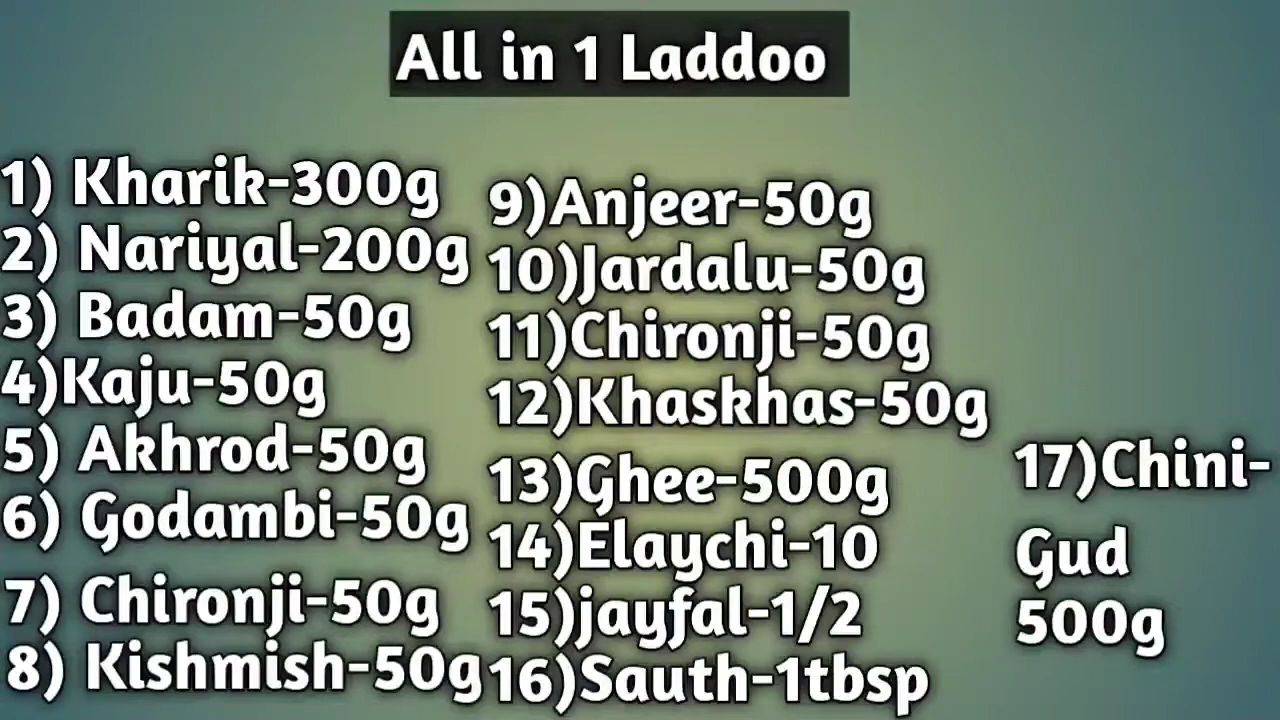 All in 1 Laddoo
1) Kharik-300g
2) Nariyal-200g
3) Badam-50g
4)Kaju-50g
5) Akhrod-50g
6) Godambi-50g
7) Chironji-50g
8) Kishmish-50g
9)Anjeer-50g
10)Jardalu-50g
11)Chironji-50g
12)Khaskhas-50g
13)Ghee-500g
14)Elaychi-10
15)jayfal-1/2
16)Sauth-1tbsp
17)Chini-
Gud
500g